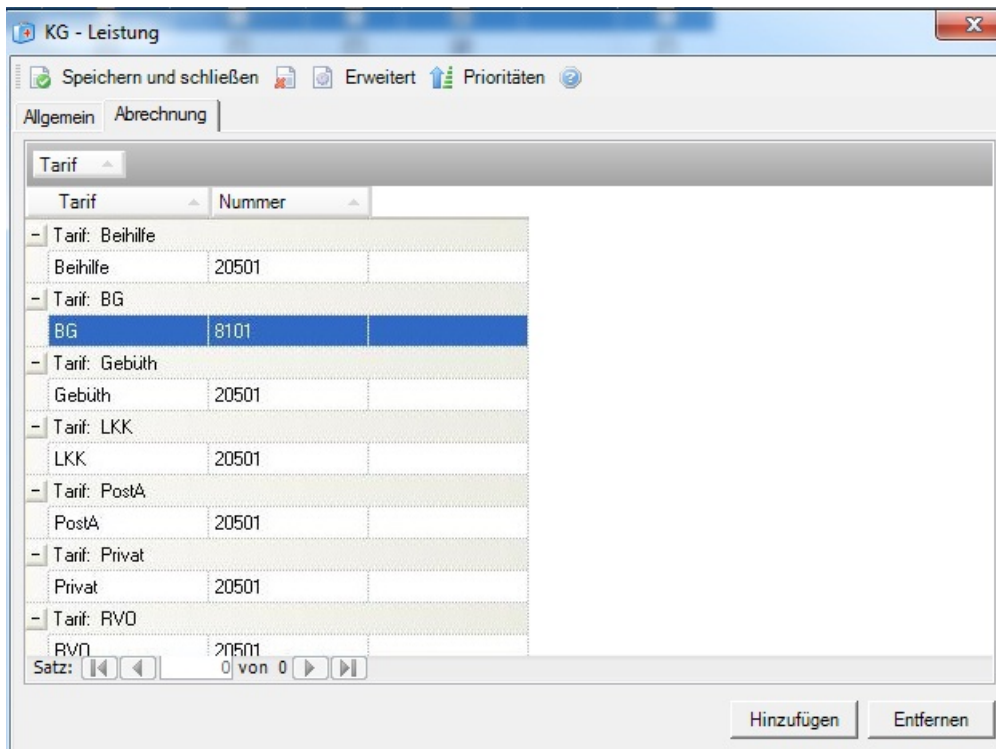 KG - Leistung
Speichern und schließen Erweitert Prioritäten
Allgemein Abrechnung
Tarif
Tarif Nummer
Tarif: Beihilfe
Beihilfe 20501
Tarif: BG
BG 8101
Tarif: Gebüth
Gebüth 20501
Tarif: LKK
LKK 20501
Tarif: PostA
PostA 20501
Tarif: Privat
Privat 20501
Tarif: RVO
RVO 20501
Satz: 0 von 0
Hinzufügen Entfernen